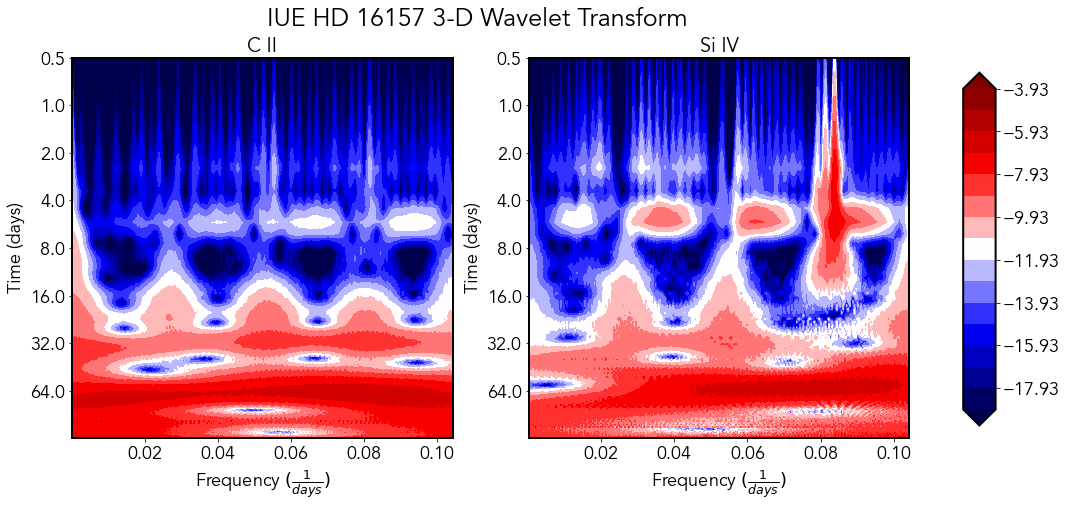 IUE HD 16157 3-D Wavelet Transform
C II
Si IV
0.5
1.0
2.0
4.0
8.0
16.0
32.0
64.0
Time (days)
0.02 0.04 0.06 0.08 0.10
Frequency (1/days)
0.5
1.0
2.0
4.0
8.0
16.0
32.0
64.0
Time (days)
0.02 0.04 0.06 0.08 0.10
Frequency (1/days)
−3.93
−5.93
−7.93
−9.93
−11.93
−13.93
−15.93
−17.93